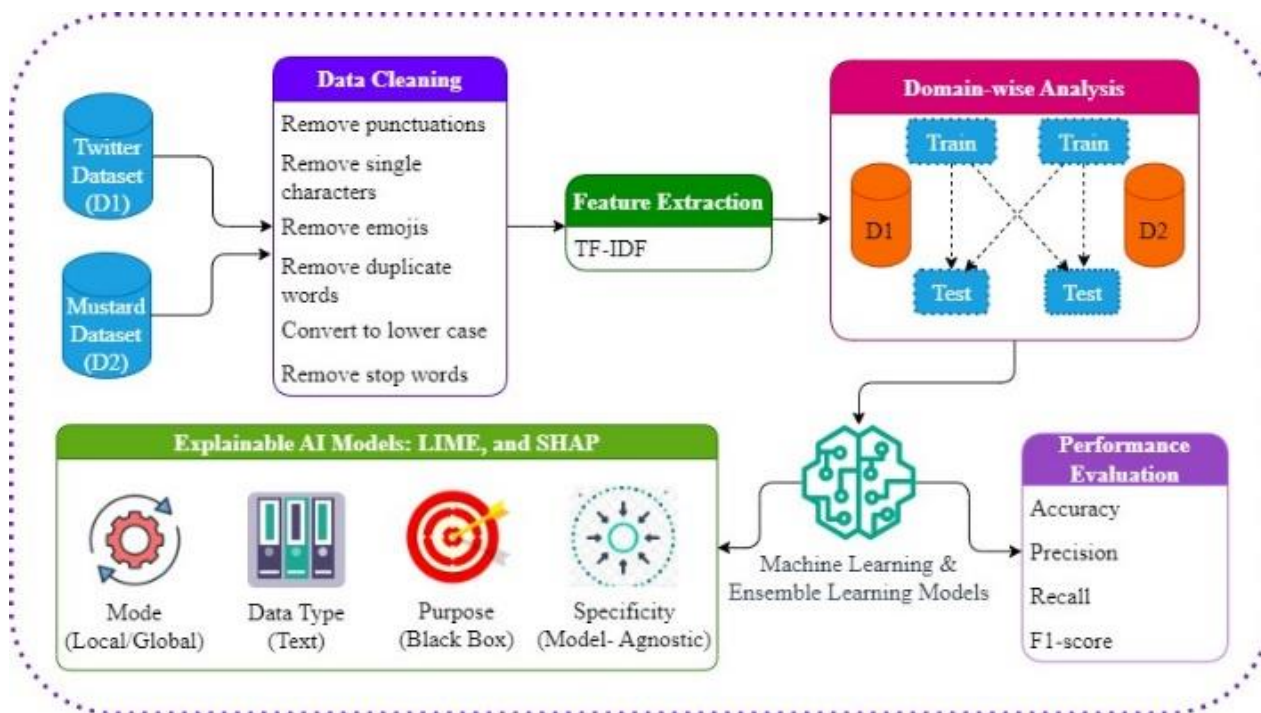 Twitter
Dataset
(D1)
Mustard
Dataset
(D2)
Data Cleaning
Remove punctuations
Remove single
characters
Remove emojis
Remove duplicate
words
Convert to lower case
Remove stop words
Feature Extraction
TF-IDF
Domain-wise Analysis
Train
Train
D1
D2
Test
Test
Explainable AI Models: LIME, and SHAP
Mode
(Local/Global)
Data Type
(Text)
Purpose
(Black Box)
Specificity
(Model- Agnostic)
Machine Learning &
Ensemble Learning Models
Performance
Evaluation
Accuracy
Precision
Recall
F1-score